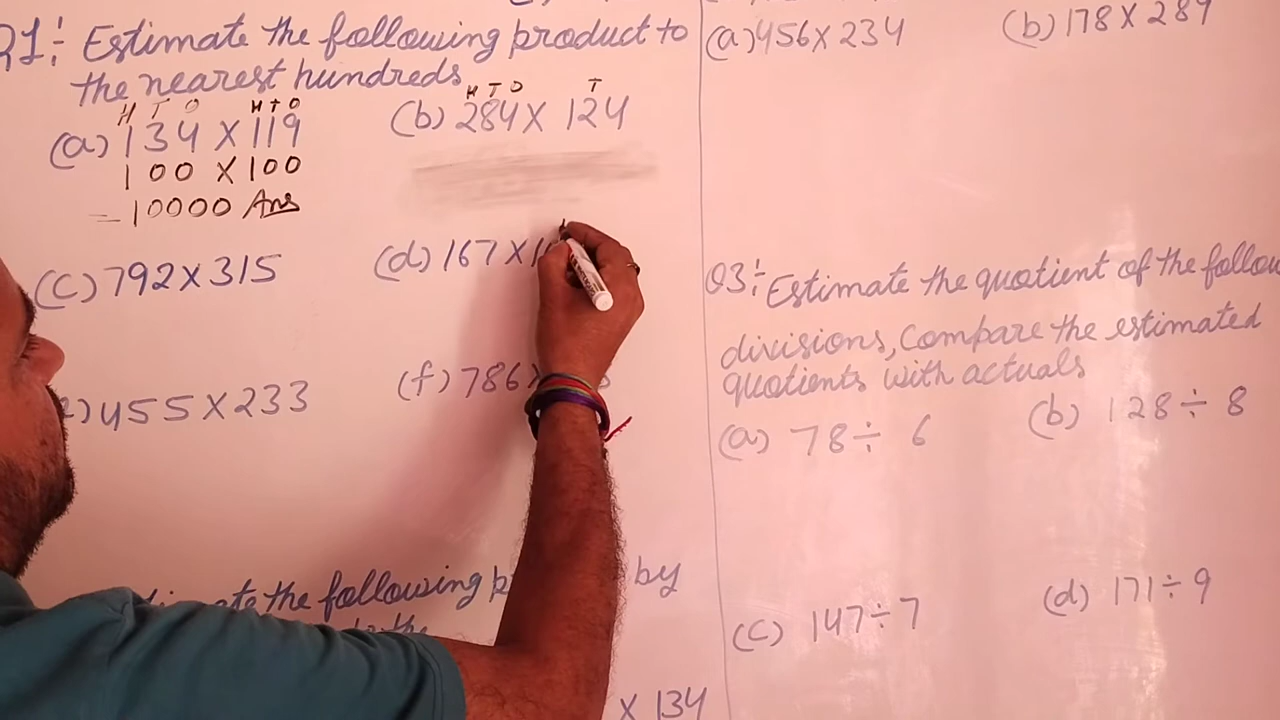 Q1:- Estimate the following product to
the nearest hundreds
H T O H T O
(a) 134 X 119
100 X 100
= 10000 Ans
H T O T
(b) 284 X 124
(c) 792 X 315
(d) 167 X
455 X 233
(f) 786
the following by
the
X 134
(a) 456 X 234
(b) 178 X 289
Q3:- Estimate the quotient of the
divisions, Compare the estimated
quotients with actuals
(a) 78 ÷ 6
(b) 128 ÷ 8
(c) 147 ÷ 7
(d) 171 ÷ 9